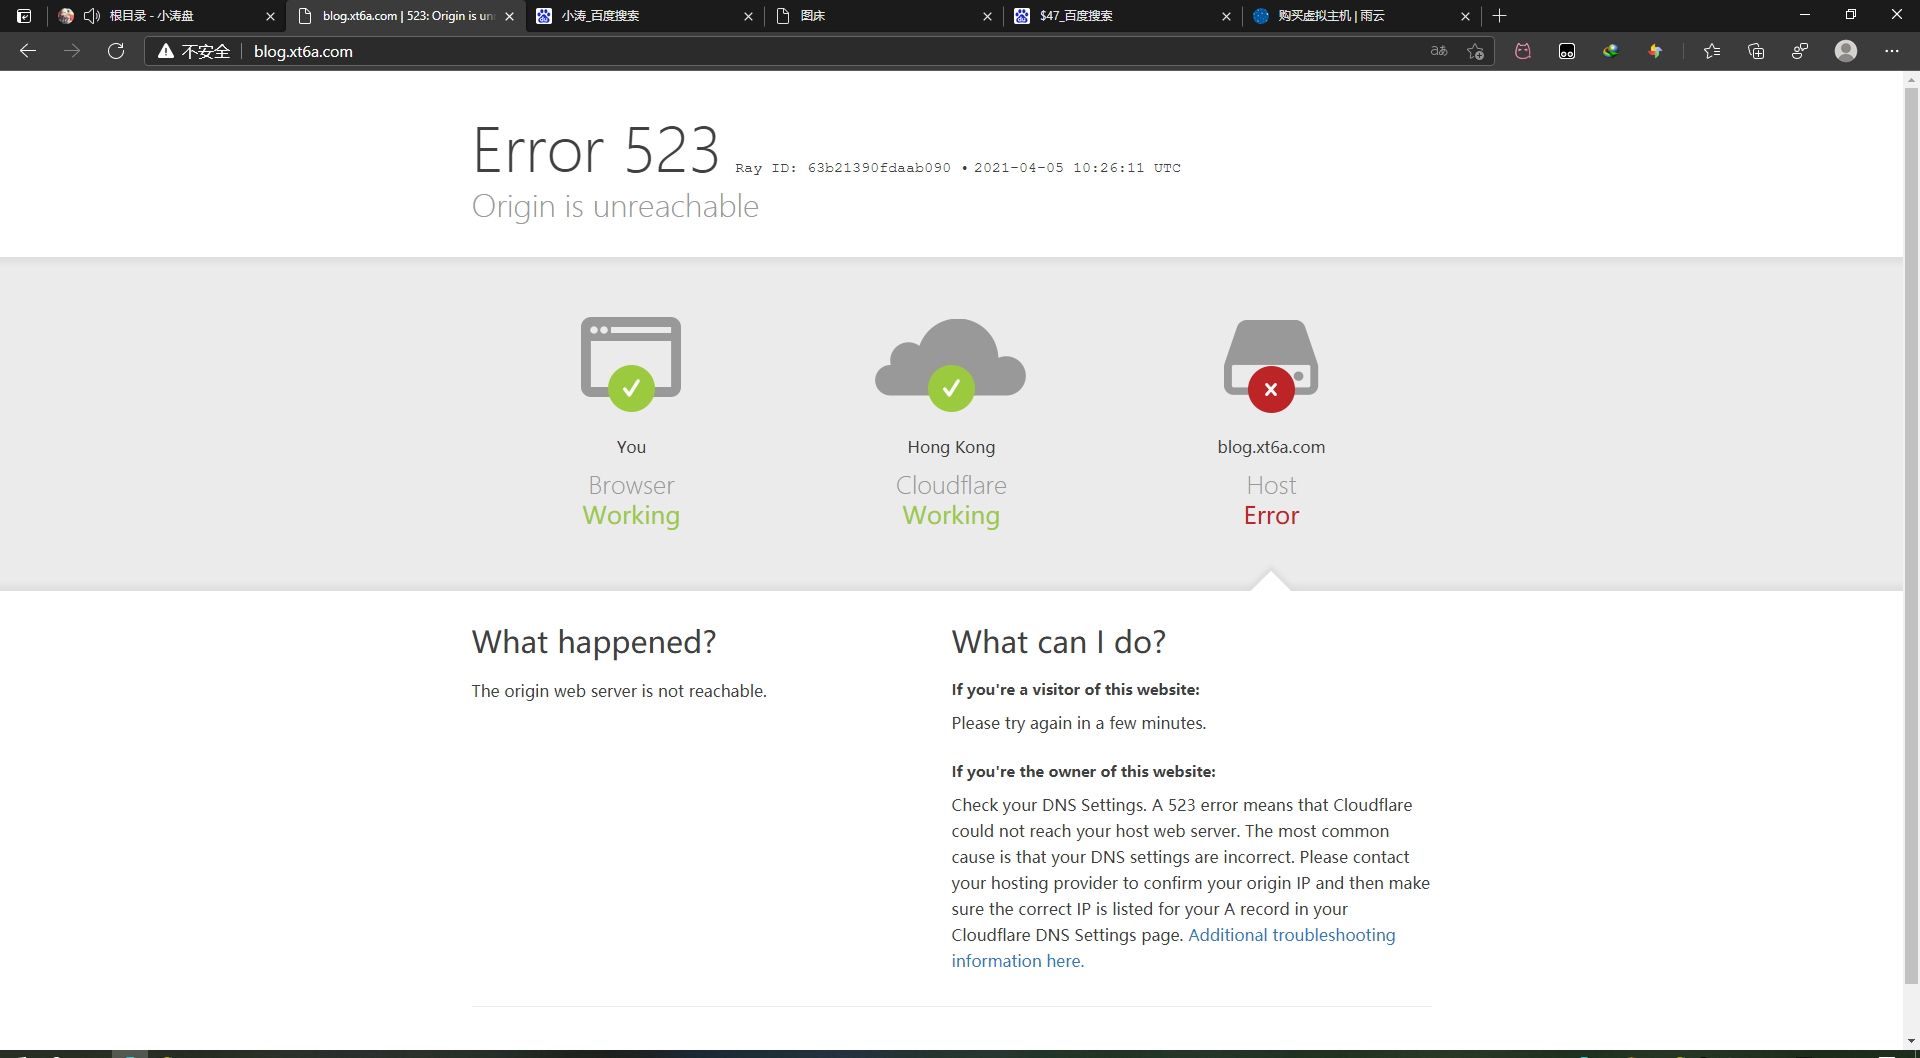 根目录 - 小涛盘
blog.xt6a.com | 523: Origin is un
小涛_百度搜索
图床
$47_百度搜索
购买虚拟主机 | 雨云
不安全
blog.xt6a.com
aあ
Error 523 Ray ID: 63b21390fdaab090 • 2021-04-05 10:26:11 UTC
Origin is unreachable
You
Browser
Working
Hong Kong
Cloudflare
Working
blog.xt6a.com
Host
Error
What happened?
The origin web server is not reachable.
What can I do?
If you're a visitor of this website:
Please try again in a few minutes.
If you're the owner of this website:
Check your DNS Settings. A 523 error means that Cloudflare
could not reach your host web server. The most common
cause is that your DNS settings are incorrect. Please contact
your hosting provider to confirm your origin IP and then make
sure the correct IP is listed for your A record in your
Cloudflare DNS Settings page. Additional troubleshooting
information here.